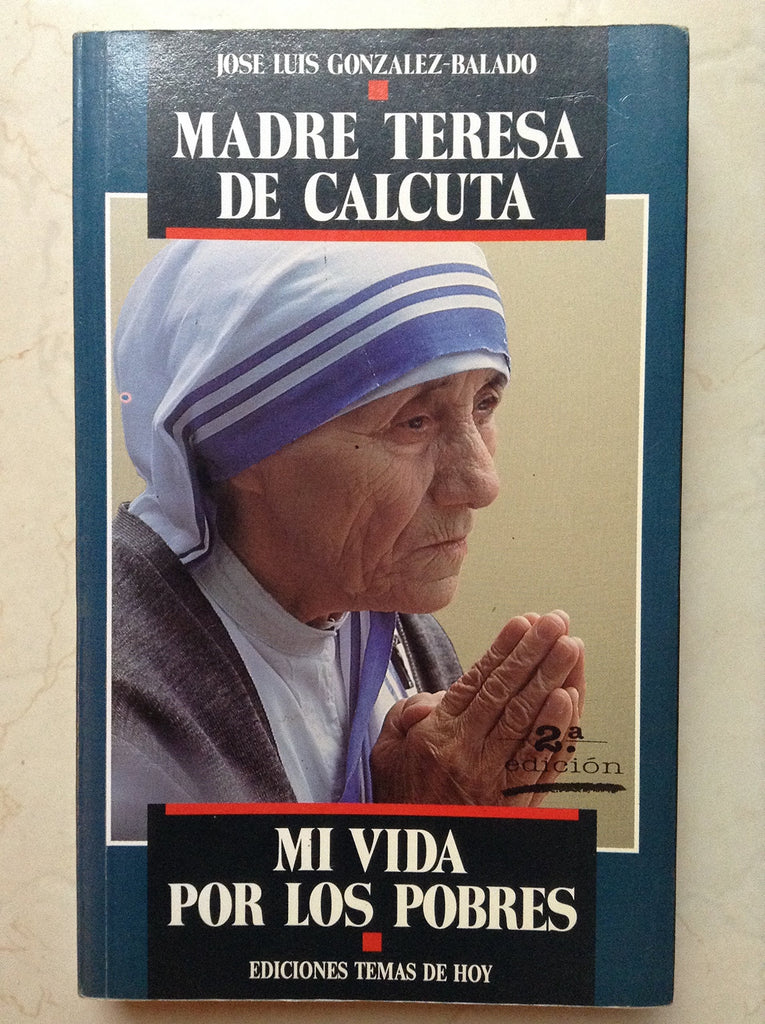 JOSE LUIS GONZALEZ-BALADO
MADRE TERESA
DE CALCUTA
2.ª
edición
MI VIDA
POR LOS POBRES
EDICIONES TEMAS DE HOY